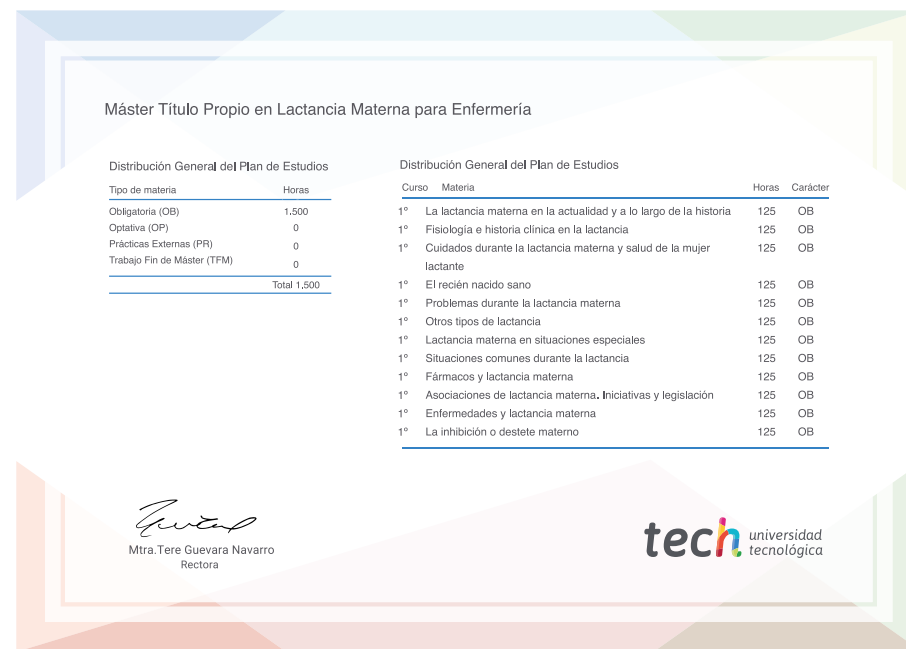 Máster Título Propio en Lactancia Materna para Enfermería
Distribución General del Plan de Estudios
Tipo de materia Horas
Obligatoria (OB) 1.500
Optativa (OP) 0
Prácticas Externas (PR) 0
Trabajo Fin de Máster (TFM) 0
Total 1,500
Distribución General del Plan de Estudios
Curso Materia Horas Carácter
1º La lactancia materna en la actualidad y a lo largo de la historia 125 OB
1º Fisiología e historia clínica en la lactancia 125 OB
1º Cuidados durante la lactancia materna y salud de la mujer 125 OB
lactante
1º El recién nacido sano 125 OB
1º Problemas durante la lactancia materna 125 OB
1º Otros tipos de lactancia 125 OB
1º Lactancia materna en situaciones especiales 125 OB
1º Situaciones comunes durante la lactancia 125 OB
1º Fármacos y lactancia materna 125 OB
1º Asociaciones de lactancia materna. Iniciativas y legislación 125 OB
1º Enfermedades y lactancia materna 125 OB
1º La inhibición o destete materno 125 OB
Mtra.Tere Guevara Navarro
Rectora
tech universidad
tecnológica